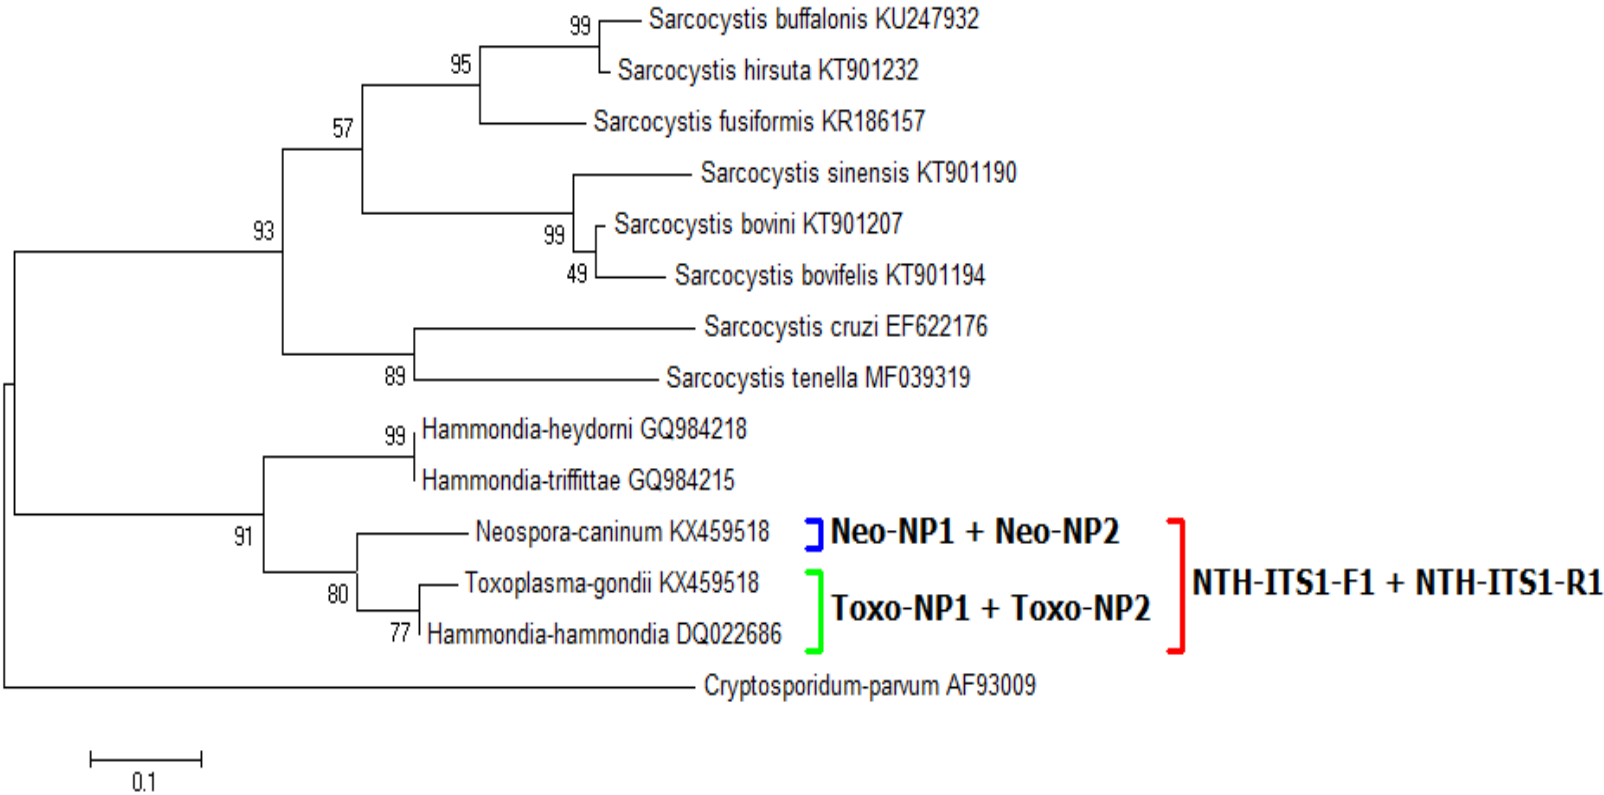 99
Sarcocystis buffalonis KU247932
95
Sarcocystis hirsuta KT901232
57
Sarcocystis fusiformis KR186157
Sarcocystis sinensis KT901190
93
99
Sarcocystis bovini KT901207
49
Sarcocystis bovifelis KT901194
Sarcocystis cruzi EF622176
89
Sarcocystis tenella MF039319
99
Hammondia-heydorni GQ984218
Hammondia-triffittae GQ984215
91
Neospora-caninum KX459518
Neo-NP1 + Neo-NP2
80
Toxoplasma-gondii KX459518
NTH-ITS1-F1 + NTH-ITS1-R1
Toxo-NP1 + Toxo-NP2
77
Hammondia-hammondia DQ022686
Cryptosporidum-parvum AF93009
0.1